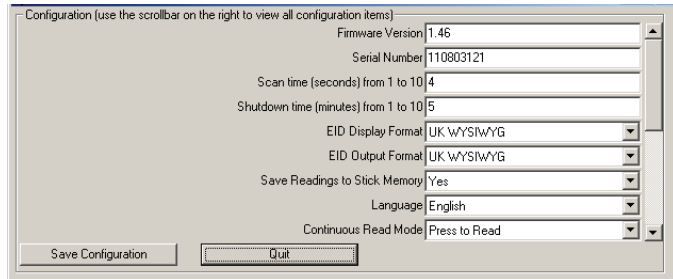 Configuration (use the scrollbar on the right to view all configuration items)
Firmware Version 1.46
Serial Number 110803121
Scan time (seconds) from 1 to 10 4
Shutdown time (minutes) from 1 to 10 5
EID Display Format UK WYSIWYG
EID Output Format UK WYSIWYG
Save Readings to Stick Memory Yes
Language English
Continuous Read Mode Press to Read
Save Configuration Quit